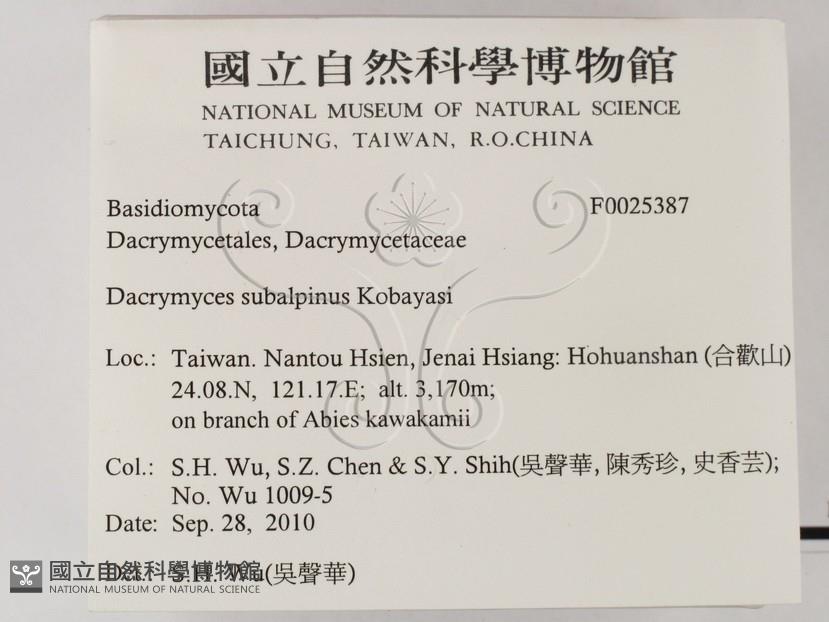 國立自然科學博物館
NATIONAL MUSEUM OF NATURAL SCIENCE
TAICHUNG, TAIWAN, R.O.CHINA
Basidiomycota F0025387
Dacrymycetales, Dacrymycetaceae
Dacrymyces subalpinus Kobayasi
Loc.: Taiwan. Nantou Hsien, Jenai Hsiang: Hohuanshan (合歡山)
24.08.N, 121.17.E; alt. 3,170m;
on branch of Abies kawakamii
Col.: S.H. Wu, S.Z. Chen & S.Y. Shih(吳聲華, 陳秀珍, 史香芸);
No. Wu 1009-5
Date: Sep. 28, 2010
Det.: S.H. Wu(吳聲華)
國立自然科學博物館
NATIONAL MUSEUM OF NATURAL SCIENCE